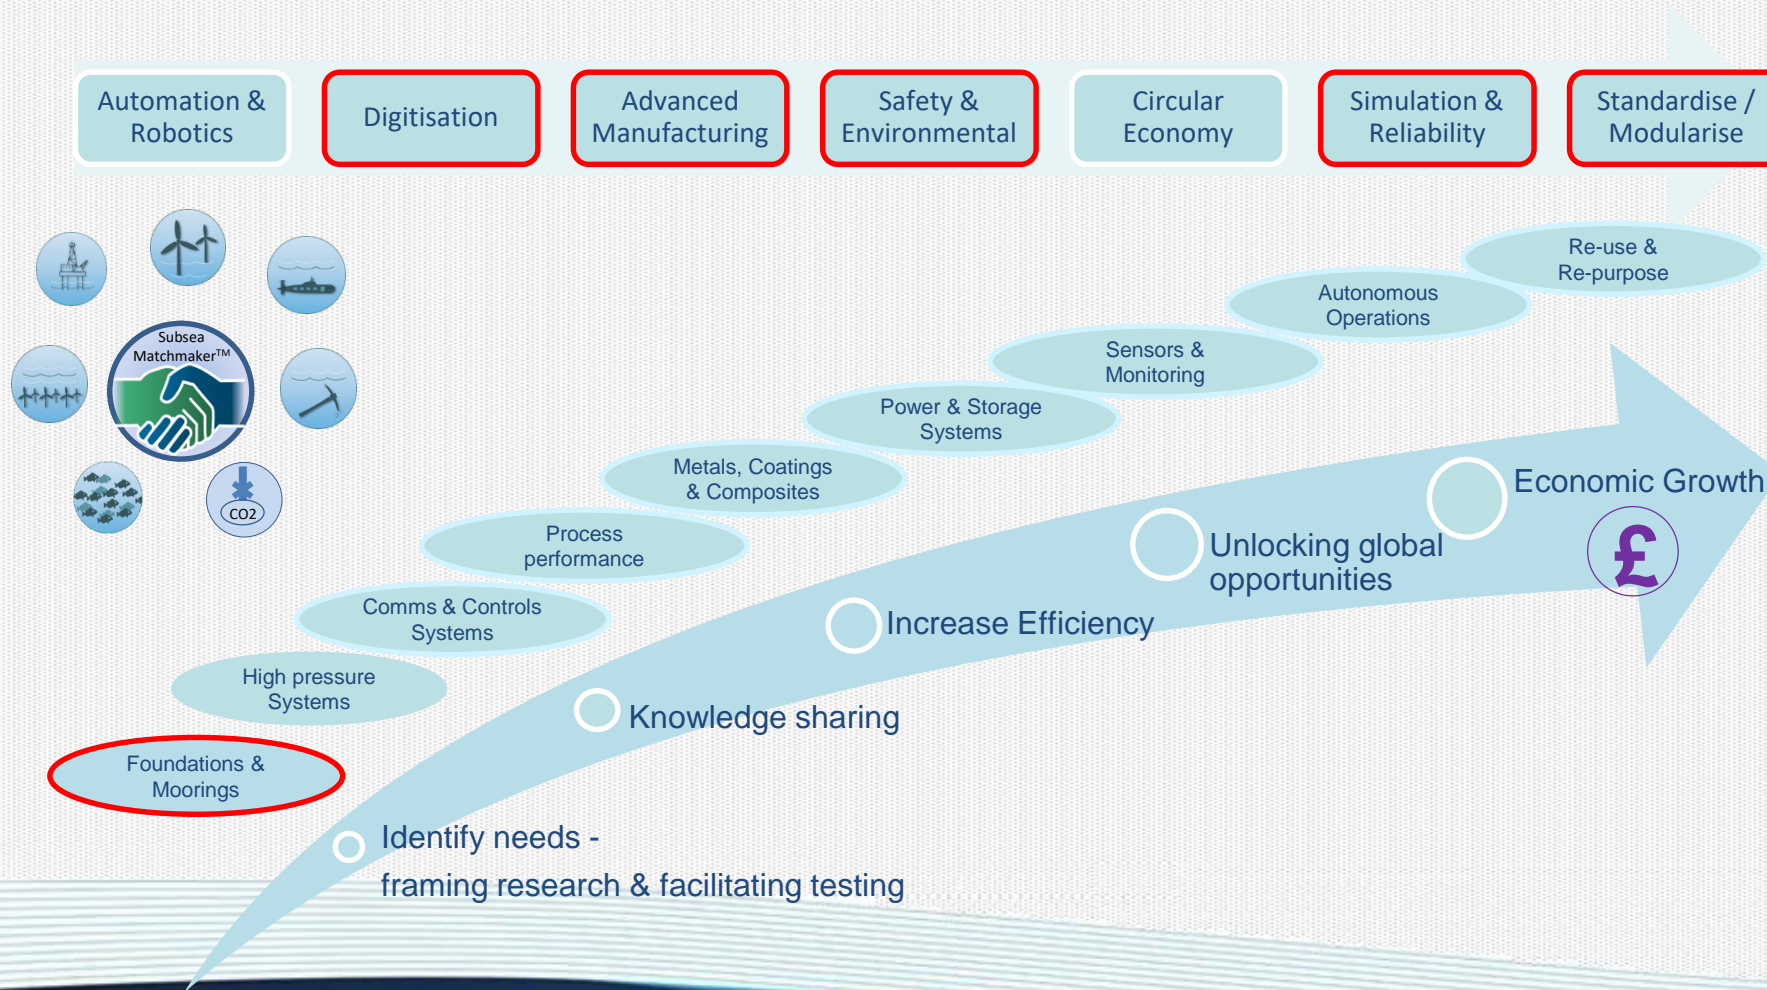 Automation &
Robotics
Digitisation
Advanced
Manufacturing
Safety &
Environmental
Circular
Economy
Simulation &
Reliability
Standardise /
Modularise
Subsea
Matchmaker™
CO2
Re-use &
Re-purpose
Autonomous
Operations
Sensors &
Monitoring
Power & Storage
Systems
Metals, Coatings
& Composites
Process
performance
Comms & Controls
Systems
High pressure
Systems
Foundations &
Moorings
Economic Growth
£
Unlocking global
opportunities
Increase Efficiency
Knowledge sharing
Identify needs -
framing research & facilitating testing